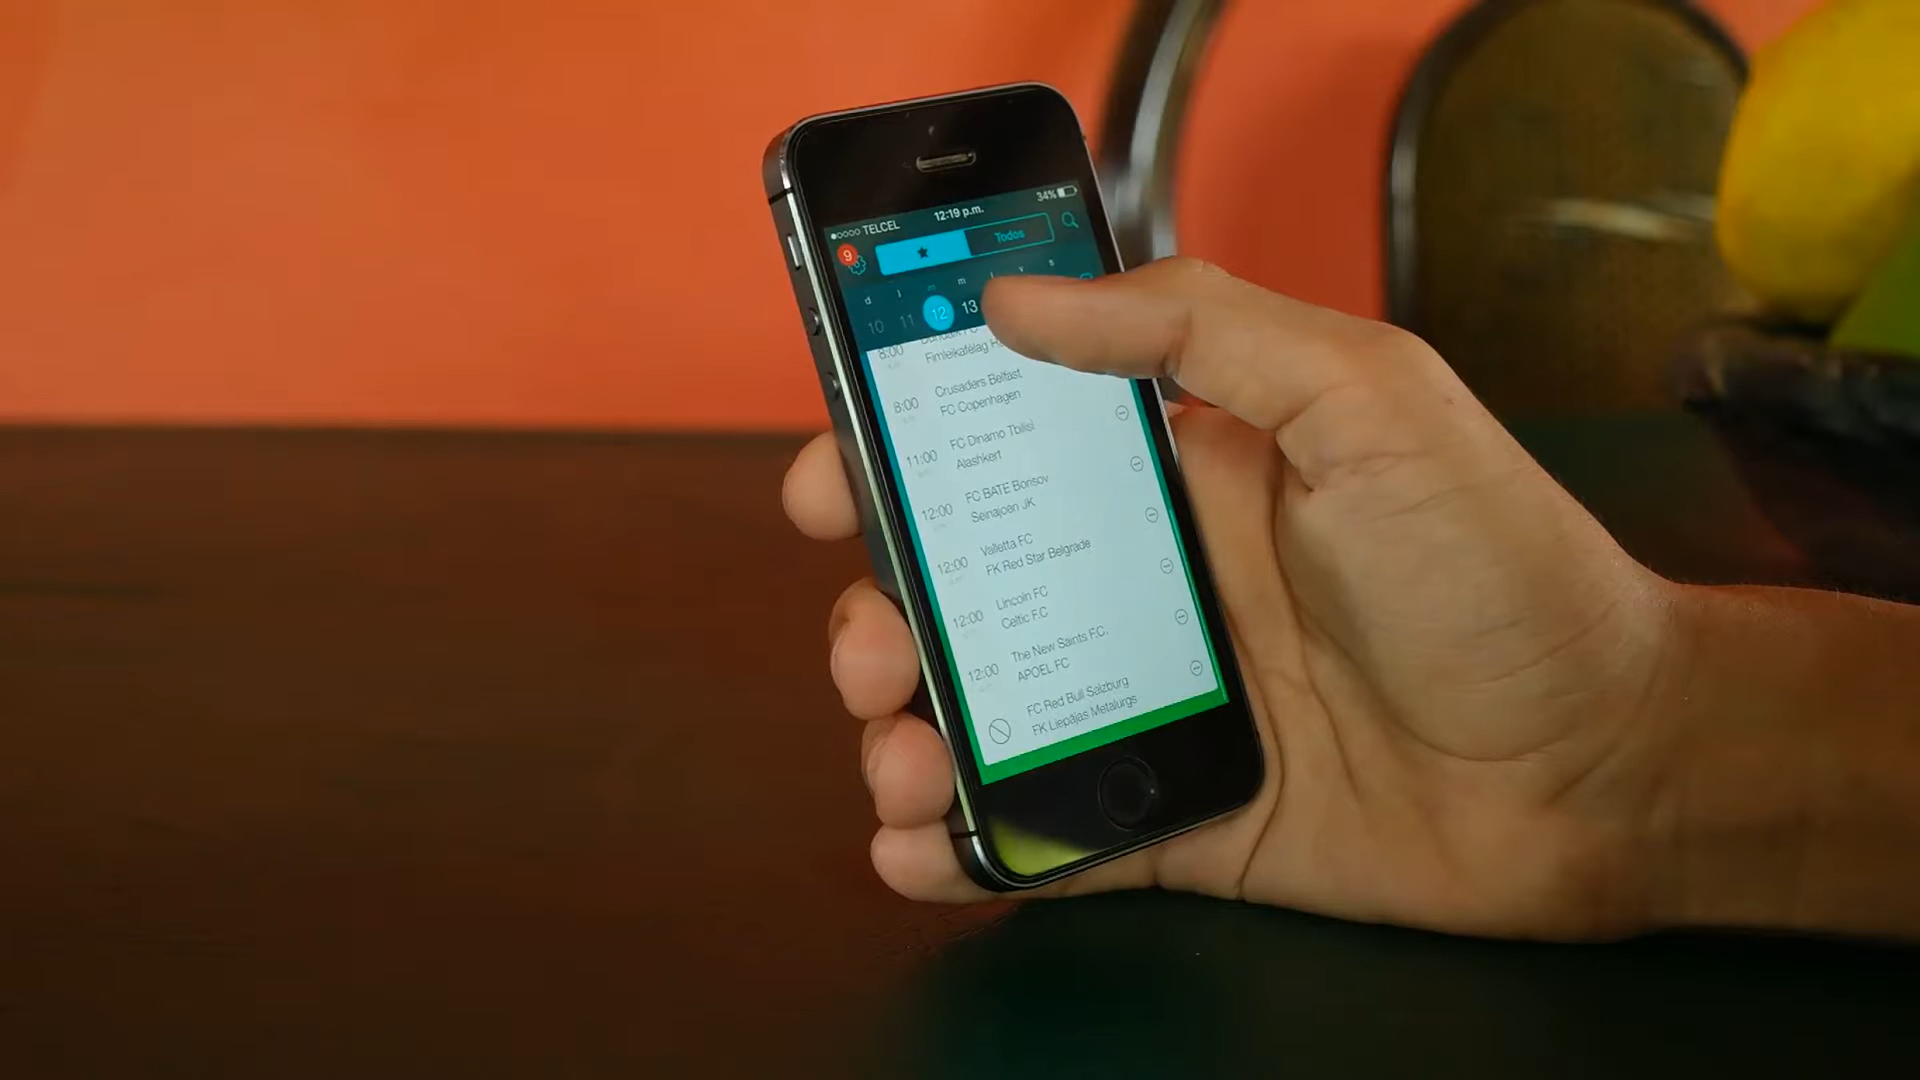 TELCEL 12:19 p.m. 34%
9 Todos
d l m m j v s
10 11 12 13
8:00 FC
Fimleikafélag
Crusaders Belfast
8:00 FC Copenhagen
FC Dinamo Tbilisi
11:00 Alashkert
FC BATE Borisov
12:00 Seinäjoen JK
Valletta FC
12:00 FK Red Star Belgrade
Lincoln FC
12:00 Celtic F.C
The New Saints F.C.
12:00 APOEL FC
FC Red Bull Salzburg
FK Liepājas Metalurgs